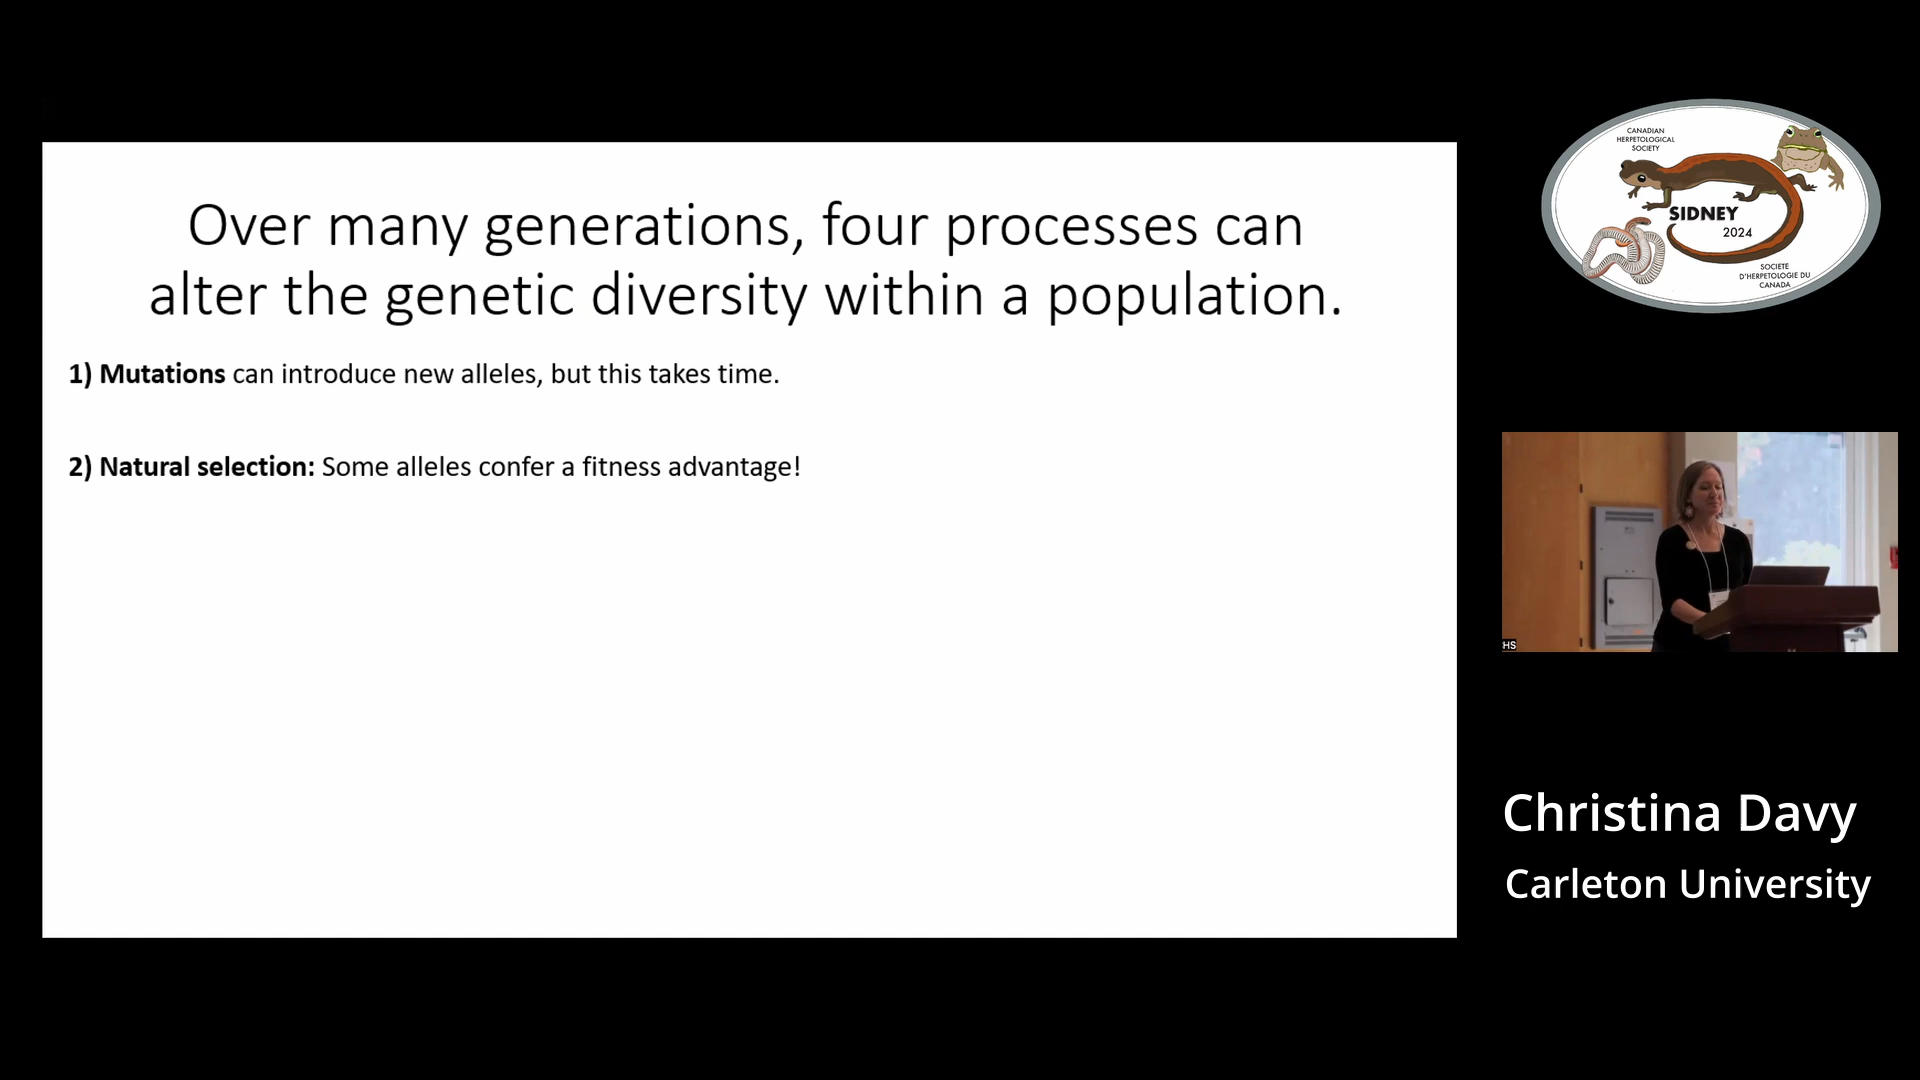 Over many generations, four processes can
alter the genetic diversity within a population.
1) Mutations can introduce new alleles, but this takes time.
2) Natural selection: Some alleles confer a fitness advantage!
CANADIAN
HERPETOLOGICAL
SOCIETY
SIDNEY
2024
SOCIETE
D'HERPETOLOGIE DU
CANADA
HS
Christina Davy
Carleton University